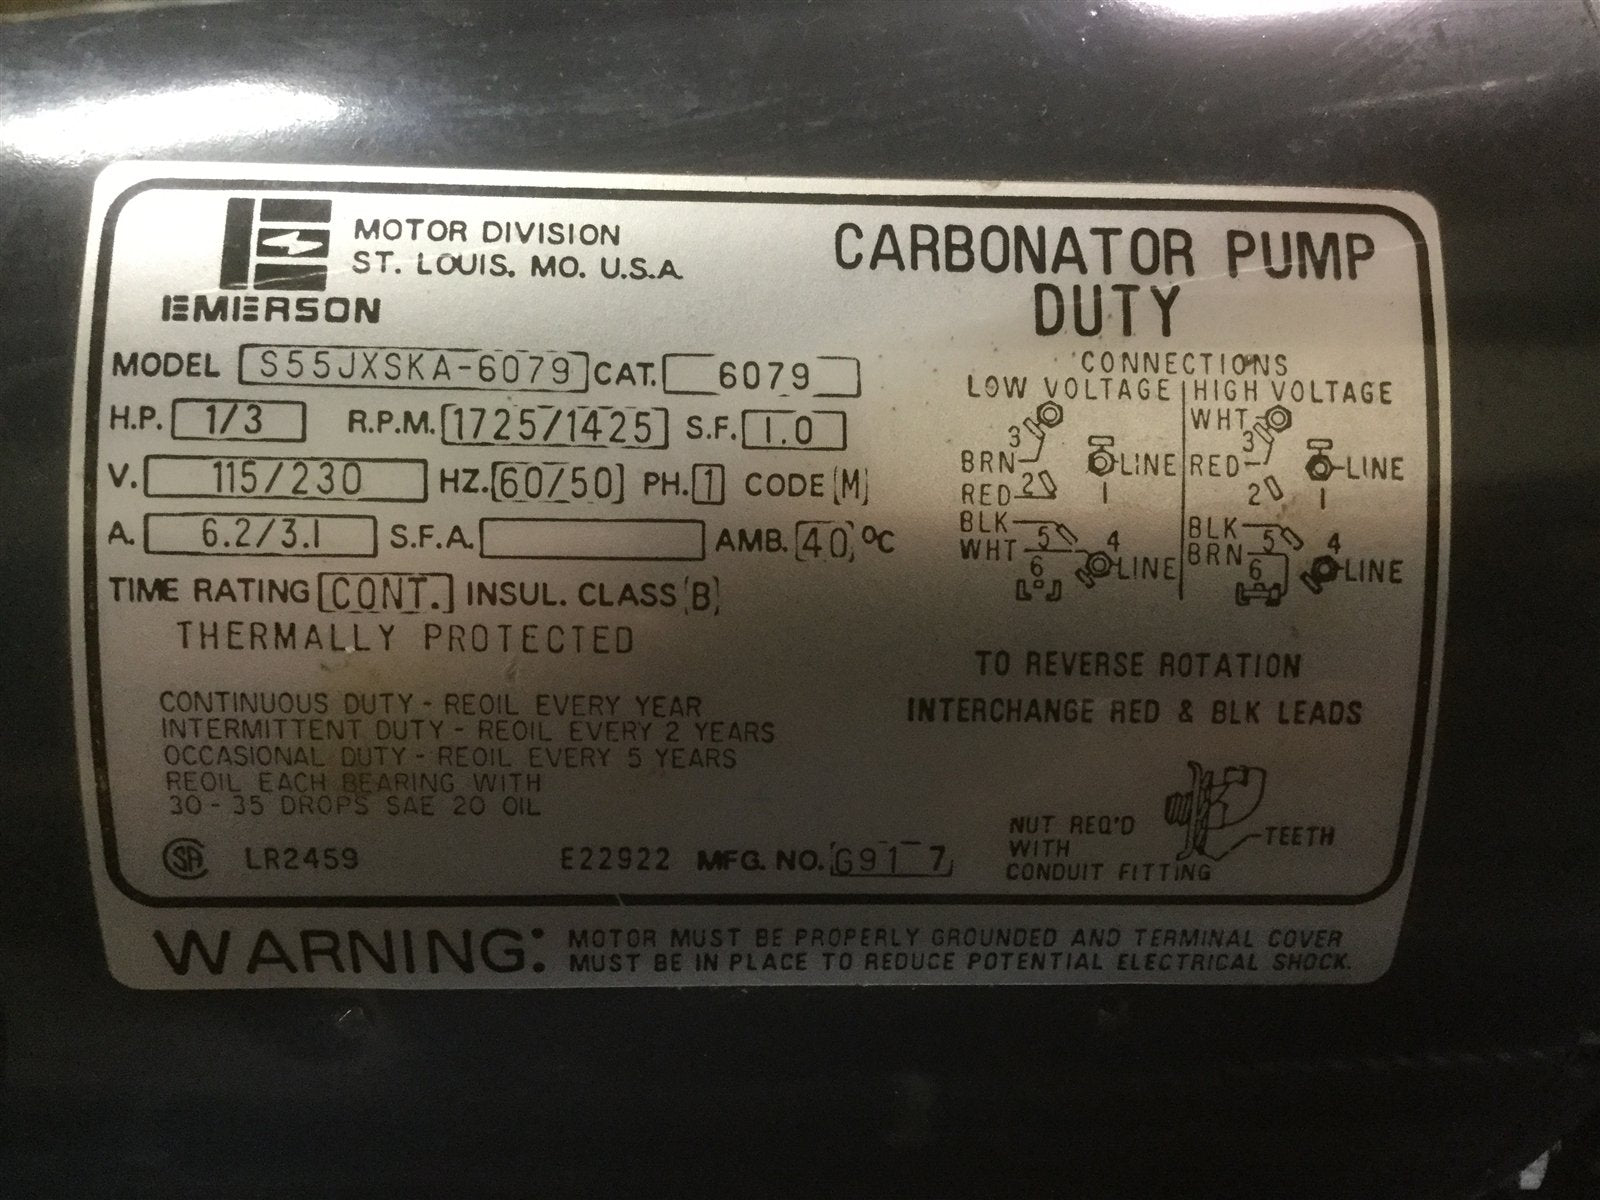 MOTOR DIVISION
ST. LOUIS. MO. U.S.A
EMERSON
CARBONATOR PUMP
DUTY
MODEL S55JXSKA-6079 CAT. 6079
H.P. 1/3 R.P.M. 1725/1425 S.F. 1.0
V. 115/230 HZ. 60/50 PH. 1 CODE M
A. 6.2/3.1 S.F.A. AMB. 40 °C
TIME RATING CONT. INSUL. CLASS B
THERMALLY PROTECTED
CONTINUOUS DUTY - REOIL EVERY YEAR
INTERMITTENT DUTY - REOIL EVERY 2 YEARS
OCCASIONAL DUTY - REOIL EVERY 5 YEARS
REOIL EACH BEARING WITH
30 - 35 DROPS SAE 20 OIL
SA LR2459 E22922 MFG. NO. G91 7
CONNECTIONS
LOW VOLTAGE HIGH VOLTAGE
3
BRN LINE
RED 2 1
BLK 5 4
WHT 6 LINE
WHT 3
RED LINE
2 1
BLK 5 4
BRN 6 LINE
TO REVERSE ROTATION
INTERCHANGE RED & BLK LEADS
NUT REQ'D TEETH
WITH
CONDUIT FITTING
WARNING: MOTOR MUST BE PROPERLY GROUNDED AND TERMINAL COVER
MUST BE IN PLACE TO REDUCE POTENTIAL ELECTRICAL SHOCK.